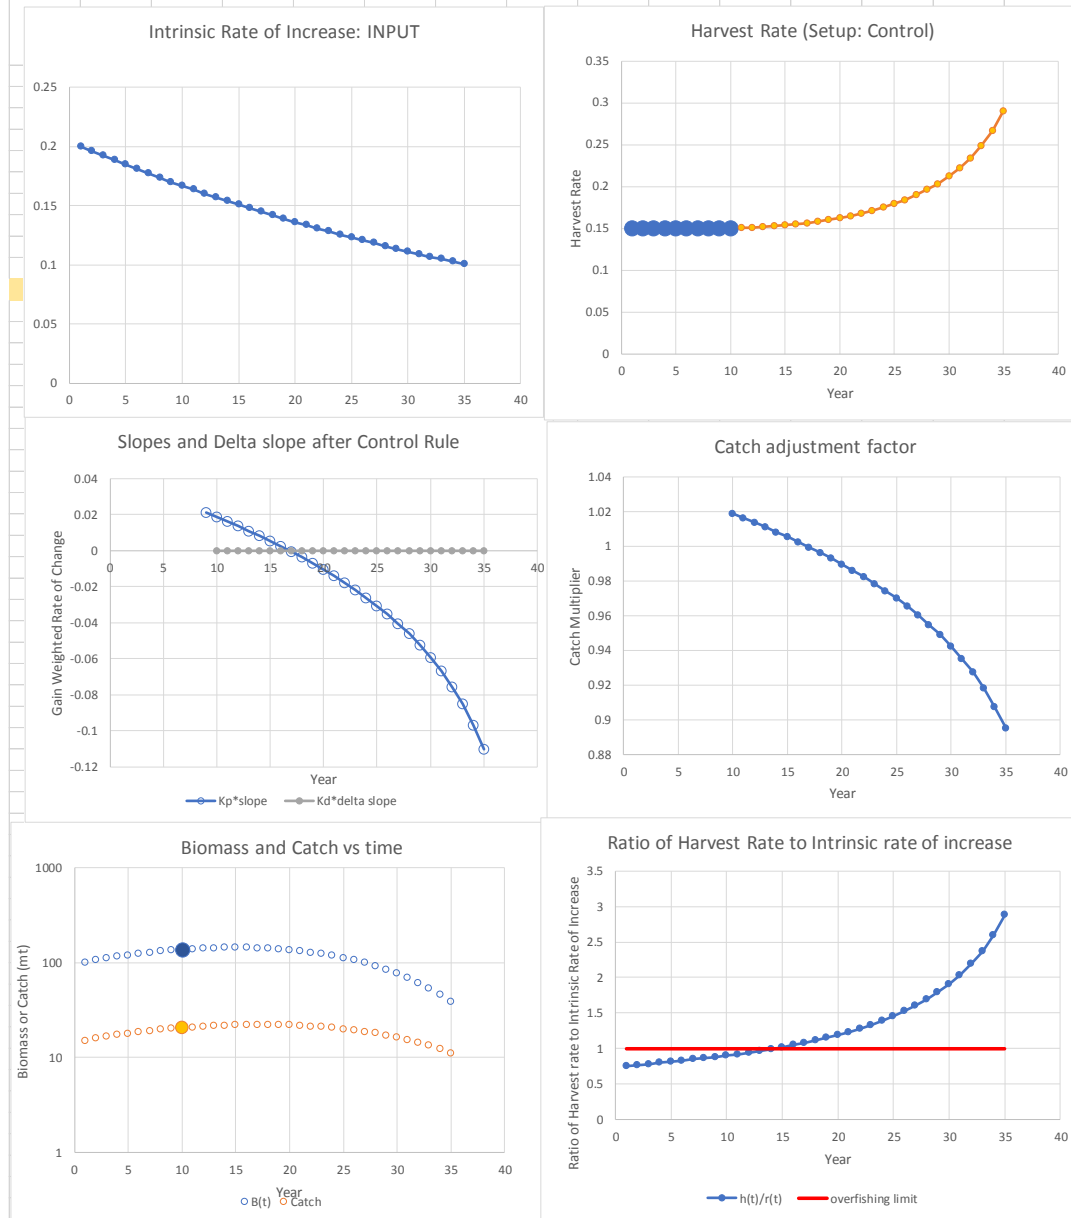 Intrinsic Rate of Increase: INPUT
0.25
0.2
0.15
0.1
0.05
0
0 5 10 15 20 25 30 35 40
Harvest Rate (Setup: Control)
0.35
0.3
0.25
0.2
0.15
0.1
0.05
0
Harvest Rate
0 5 10 15 20 25 30 35 40
Year
Slopes and Delta slope after Control Rule
0.04
0.02
0
-0.02
-0.04
-0.06
-0.08
-0.1
-0.12
Gain Weighted Rate of Change
0 5 10 15 20 25 30 35 40
Year
Kp*slope Kd*delta slope
Catch adjustment factor
1.04
1.02
1
0.98
0.96
0.94
0.92
0.9
0.88
Catch Multiplier
0 5 10 15 20 25 30 35 40
Year
Biomass and Catch vs time
1000
100
10
1
Biomass or Catch (mt)
0 5 10 15 20 25 30 35 40
Year
B(t) Catch
Ratio of Harvest Rate to Intrinsic rate of increase
3.5
3
2.5
2
1.5
1
0.5
0
Ratio of Harvest rate to Intrinsic Rate of Increase
0 5 10 15 20 25 30 35 40
Year
h(t)/r(t) overfishing limit